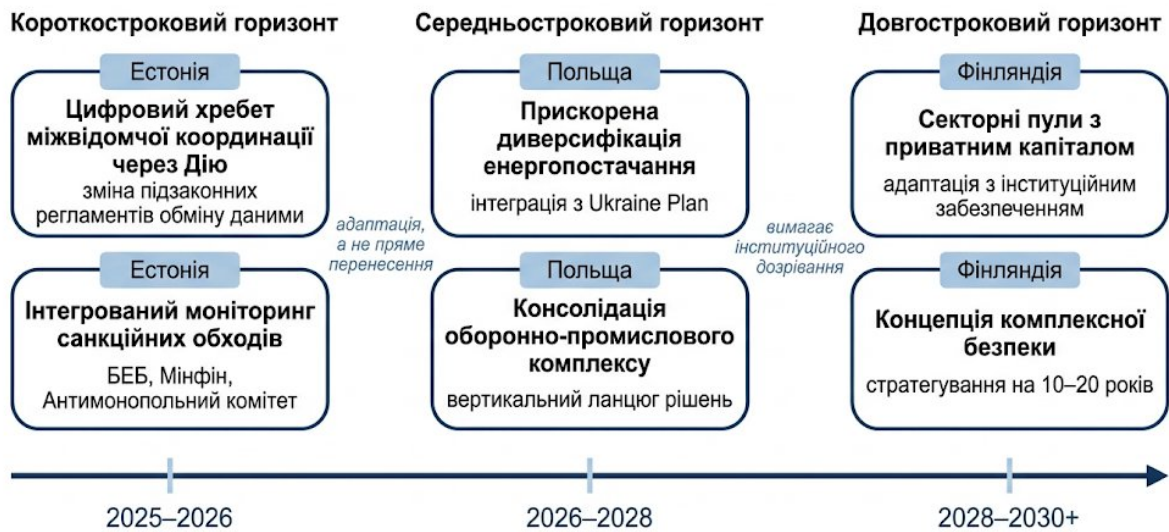 Короткостроковий горизонт
Естонія
Цифровий хребет
міжвідомчої координації
через Дію
зміна підзаконних
регламентів обміну даними
Естонія
Інтегрований моніторинг
санкційних обходів
БЕБ, Мінфін,
Антимонопольний комітет
адаптація,
а не пряме
перенесення
Середньостроковий горизонт
Польща
Прискорена
диверсифікація
енергопостачання
інтеграція з Ukraine Plan
Польща
Консолідація
оборонно-промислового
комплексу
вертикальний ланцюг рішень
вимагає
інституційного
дозрівання
Довгостроковий горизонт
Фінляндія
Секторні пули з
приватним капіталом
адаптація з інституційним
забезпеченням
Фінляндія
Концепція комплексної
безпеки
стратегування на 10–20 років
2025–2026
2026–2028
2028–2030+